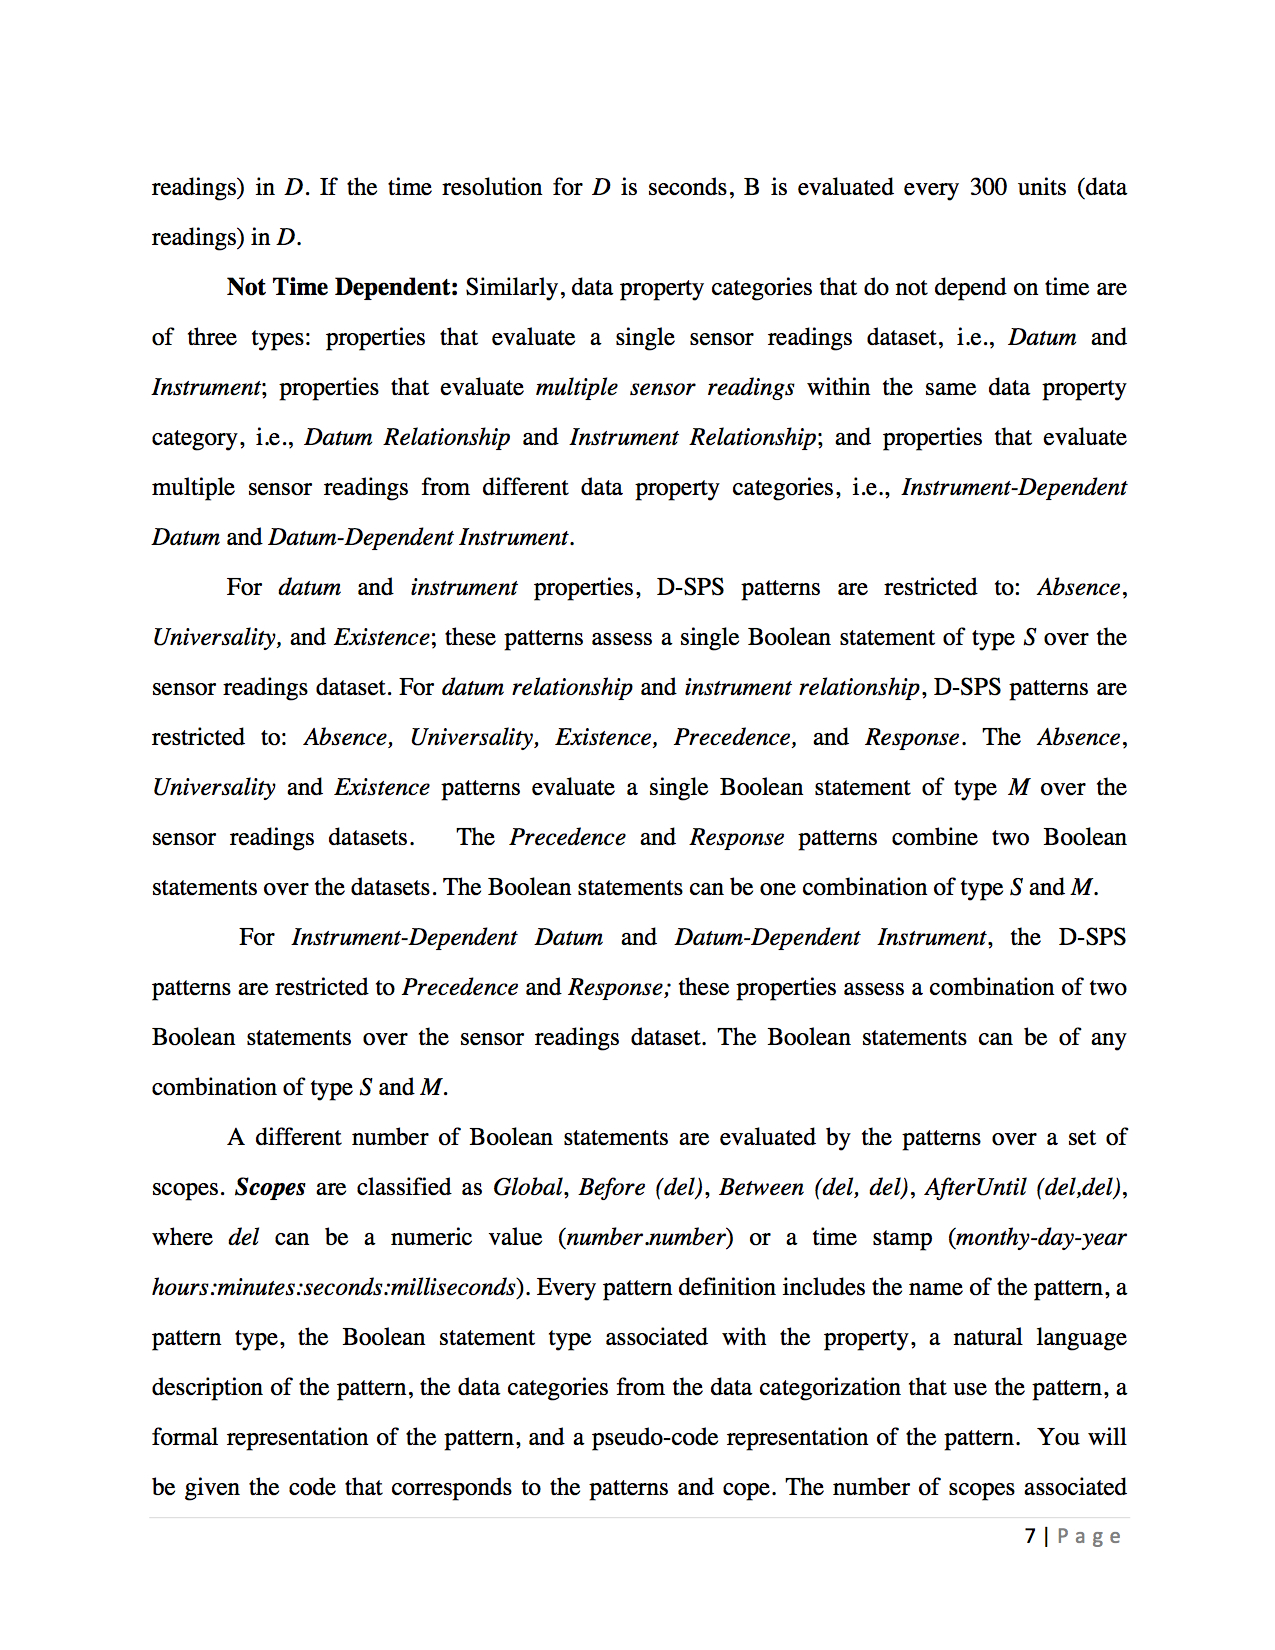 readings) in D. If the time resolution for D is seconds, B is evaluated every 300 units (data
readings) in D.
Not Time Dependent: Similarly, data property categories that do not depend on time are
of three types: properties that evaluate a single sensor readings dataset, i.e., Datum and
Instrument; properties that evaluate multiple sensor readings within the same data property
category, i.e., Datum Relationship and Instrument Relationship; and properties that evaluate
multiple sensor readings from different data property categories, i.e., Instrument-Dependent
Datum and Datum-Dependent Instrument.
For datum and instrument properties, D-SPS patterns are restricted to: Absence,
Universality, and Existence; these patterns assess a single Boolean statement of type S over the
sensor readings dataset. For datum relationship and instrument relationship, D-SPS patterns are
restricted to: Absence, Universality, Existence, Precedence, and Response. The Absence,
Universality and Existence patterns evaluate a single Boolean statement of type M over the
sensor readings datasets. The Precedence and Response patterns combine two Boolean
statements over the datasets. The Boolean statements can be one combination of type S and M.
For Instrument-Dependent Datum and Datum-Dependent Instrument, the D-SPS
patterns are restricted to Precedence and Response; these properties assess a combination of two
Boolean statements over the sensor readings dataset. The Boolean statements can be of any
combination of type S and M.
A different number of Boolean statements are evaluated by the patterns over a set of
scopes. Scopes are classified as Global, Before (del), Between (del, del), AfterUntil (del,del),
where del can be a numeric value (number.number) or a time stamp (monthy-day-year
hours:minutes:seconds:milliseconds). Every pattern definition includes the name of the pattern, a
pattern type, the Boolean statement type associated with the property, a natural language
description of the pattern, the data categories from the data categorization that use the pattern, a
formal representation of the pattern, and a pseudo-code representation of the pattern. You will
be given the code that corresponds to the patterns and cope. The number of scopes associated
7 | Page